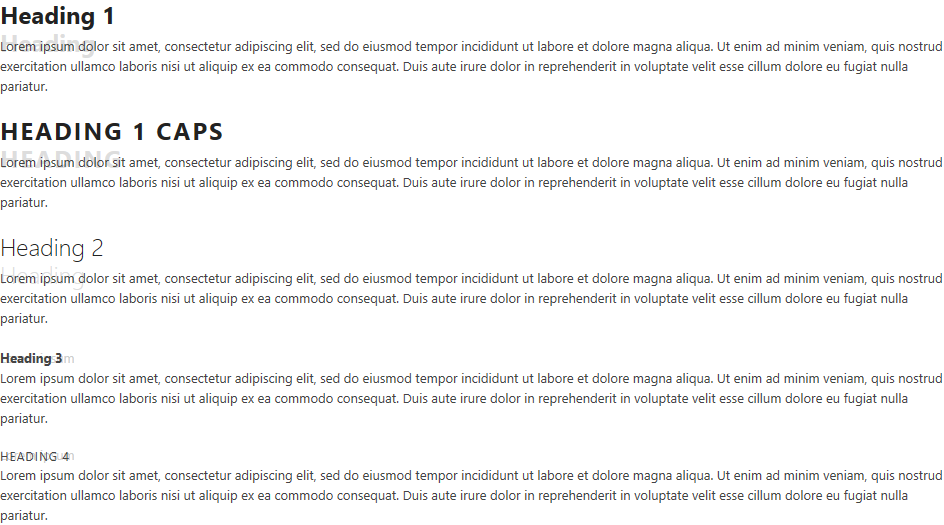 Heading 1
Heading
Lorem ipsum dolor sit amet, consectetur adipiscing elit, sed do eiusmod tempor incididunt ut labore et dolore magna aliqua. Ut enim ad minim veniam, quis nostrud
exercitation ullamco laboris nisi ut aliquip ex ea commodo consequat. Duis aute irure dolor in reprehenderit in voluptate velit esse cillum dolore eu fugiat nulla
pariatur.
HEADING 1 CAPS
HEADING
Lorem ipsum dolor sit amet, consectetur adipiscing elit, sed do eiusmod tempor incididunt ut labore et dolore magna aliqua. Ut enim ad minim veniam, quis nostrud
exercitation ullamco laboris nisi ut aliquip ex ea commodo consequat. Duis aute irure dolor in reprehenderit in voluptate velit esse cillum dolore eu fugiat nulla
pariatur.
Heading 2
Heading
Lorem ipsum dolor sit amet, consectetur adipiscing elit, sed do eiusmod tempor incididunt ut labore et dolore magna aliqua. Ut enim ad minim veniam, quis nostrud
exercitation ullamco laboris nisi ut aliquip ex ea commodo consequat. Duis aute irure dolor in reprehenderit in voluptate velit esse cillum dolore eu fugiat nulla
pariatur.
Heading 3
Lorem ipsum dolor sit amet, consectetur adipiscing elit, sed do eiusmod tempor incididunt ut labore et dolore magna aliqua. Ut enim ad minim veniam, quis nostrud
exercitation ullamco laboris nisi ut aliquip ex ea commodo consequat. Duis aute irure dolor in reprehenderit in voluptate velit esse cillum dolore eu fugiat nulla
pariatur.
HEADING 4
Lorem ipsum dolor sit amet, consectetur adipiscing elit, sed do eiusmod tempor incididunt ut labore et dolore magna aliqua. Ut enim ad minim veniam, quis nostrud
exercitation ullamco laboris nisi ut aliquip ex ea commodo consequat. Duis aute irure dolor in reprehenderit in voluptate velit esse cillum dolore eu fugiat nulla
pariatur.